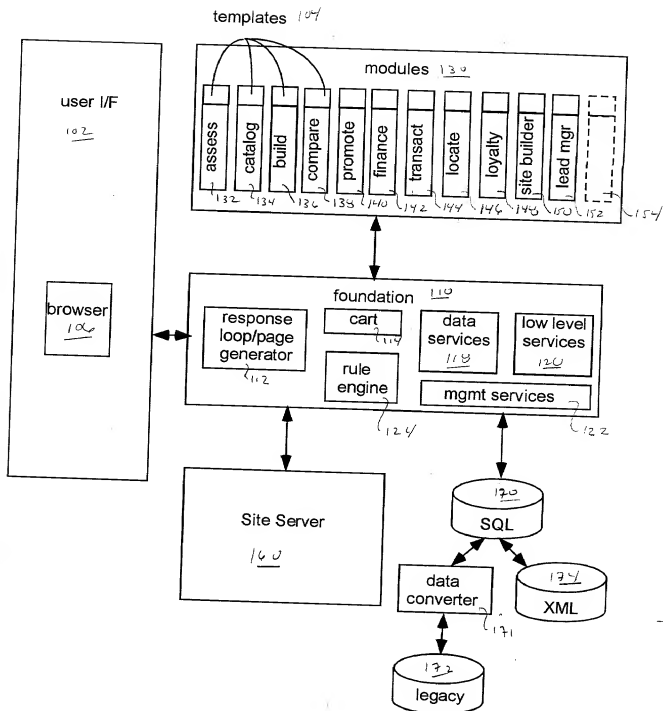 templates 104
modules 130
user I/F
102
assess
catalog
build
compare
promote
finance
transact
locate
loyalty
site builder
lead mgr
132
134
136
138
140
142
144
146
148
150
152
154
foundation 110
browser
106
response
loop/page
generator
112
cart
114
rule
engine
124
data
services
118
low level
services
120
mgmt services
122
Site Server
160
170
SQL
data
converter
171
174
XML
172
legacy